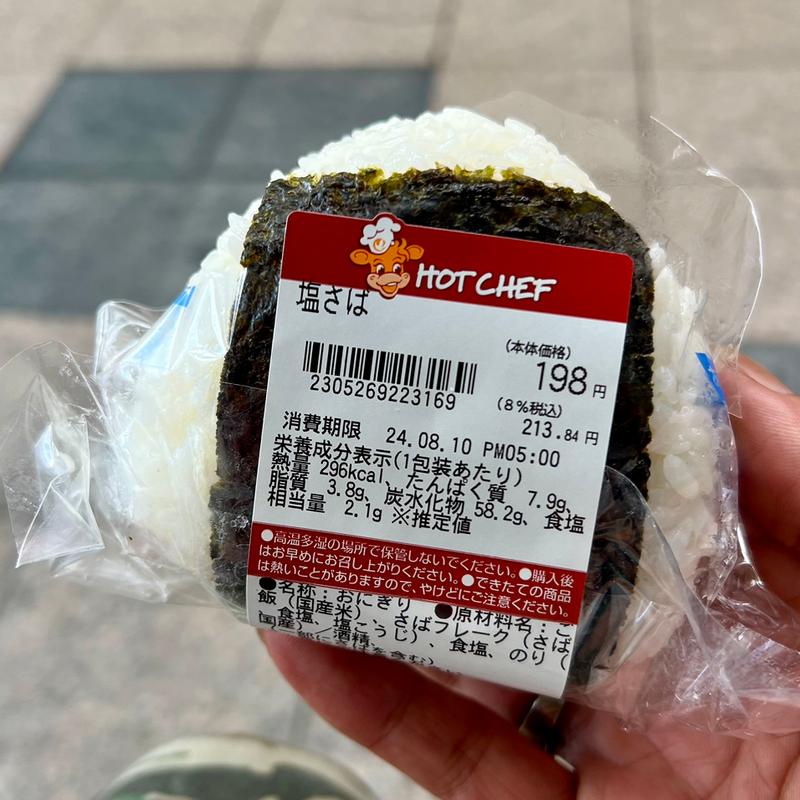 HOT CHEF
塩さば
(本体価格)
198円
2305269223169
(8%税込)
213.84円
消費期限 24.08.10 PM05:00
栄養成分表示(1包装あたり)
熱量 296kcal、たんぱく質 7.9g、
脂質 3.8g、炭水化物 58.2g、食塩
相当量 2.1g ※推定値
●高温多湿の場所で保管しないでください。●購入後
はお早めにお召し上がりください。●できたての商品
は熱いことがありますので、やけどにご注意ください。
●名称:おにぎり ●原材料名:ご
飯(国産米)、さばフレーク(さば
、食塩、塩こうじ)、食塩、のり(
国産)/酒精、